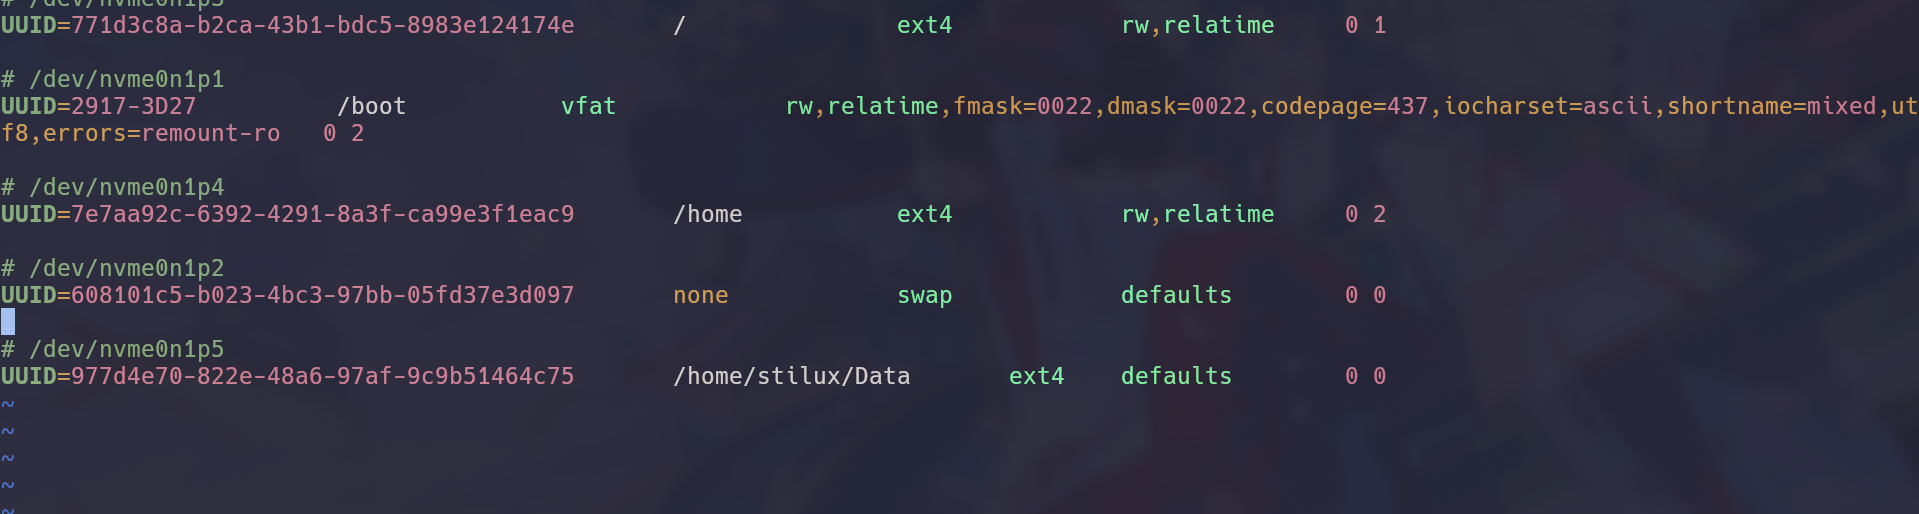 # /dev/nvme0n1p3
UUID=771d3c8a-b2ca-43b1-bdc5-8983e124174e       /               ext4            rw,relatime     0 1
# /dev/nvme0n1p1
UUID=2917-3D27          /boot           vfat            rw,relatime,fmask=0022,dmask=0022,codepage=437,iocharset=ascii,shortname=mixed,ut
f8,errors=remount-ro   0 2
# /dev/nvme0n1p4
UUID=7e7aa92c-6392-4291-8a3f-ca99e3f1eac9       /home           ext4            rw,relatime     0 2
# /dev/nvme0n1p2
UUID=608101c5-b023-4bc3-97bb-05fd37e3d097       none            swap            defaults        0 0
# /dev/nvme0n1p5
UUID=977d4e70-822e-48a6-97af-9c9b51464c75       /home/stilux/Data       ext4    defaults        0 0
~
~
~
~
~